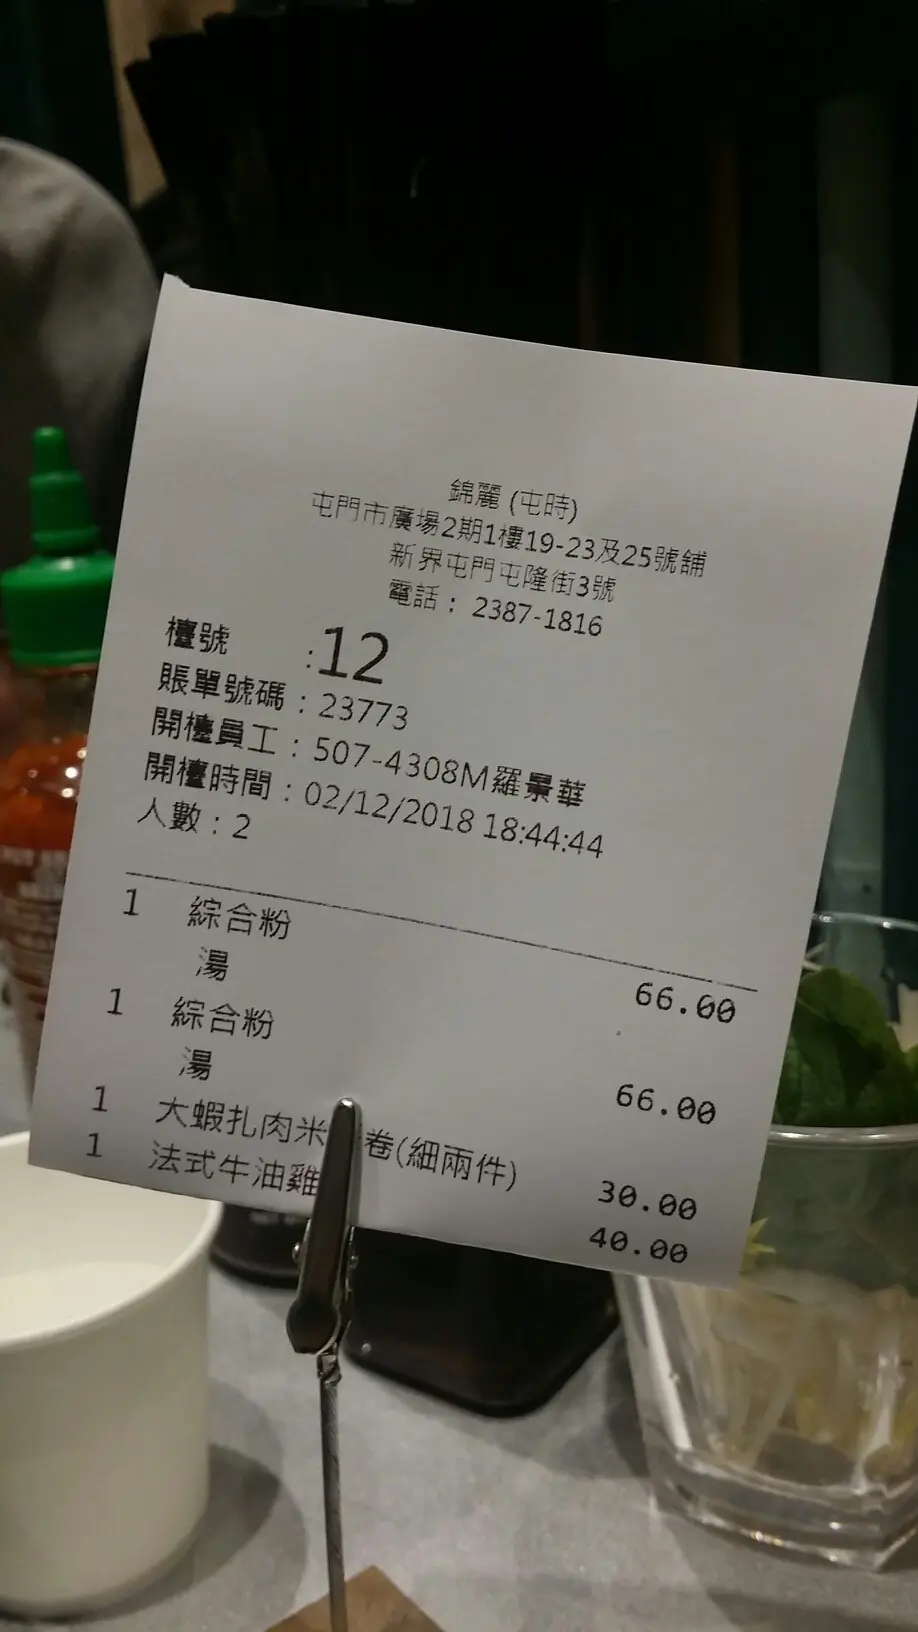 錦麗 (屯時)
屯門市廣場2期1樓19-23及25號舖
新界屯門屯隆街3號
電話： 2387-1816
檯號 :12
賬單號碼：23773
開檯員工：507-4308M羅景華
開檯時間：02/12/2018 18:44:44
人數：2
1 綜合粉
湯 66.00
1 綜合粉
湯 66.00
1 大蝦扎肉米 卷(細兩件) 30.00
1 法式牛油雞 40.00